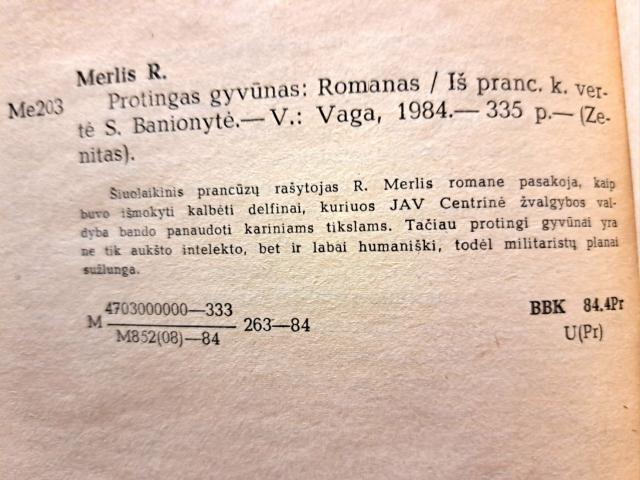 Merlis R.
Me203 Protingas gyvūnas: Romanas / Iš pranc. k. ver-
tė S. Banionytė.— V.: Vaga, 1984.— 335 p.— (Ze-
nitas).
Šiuolaikinis prancūzų rašytojas R. Merlis romane pasakoja, kaip
buvo išmokyti kalbėti delfinai, kuriuos JAV Centrinė žvalgybos val-
dyba bando panaudoti kariniams tikslams. Tačiau protingi gyvūnai yra
ne tik aukšto intelekto, bet ir labai humaniški, todėl militaristų planai
sužlunga.
4703000000—333
M 263—84
M852(08)—84
BBK 84.4Pr
U(Pr)